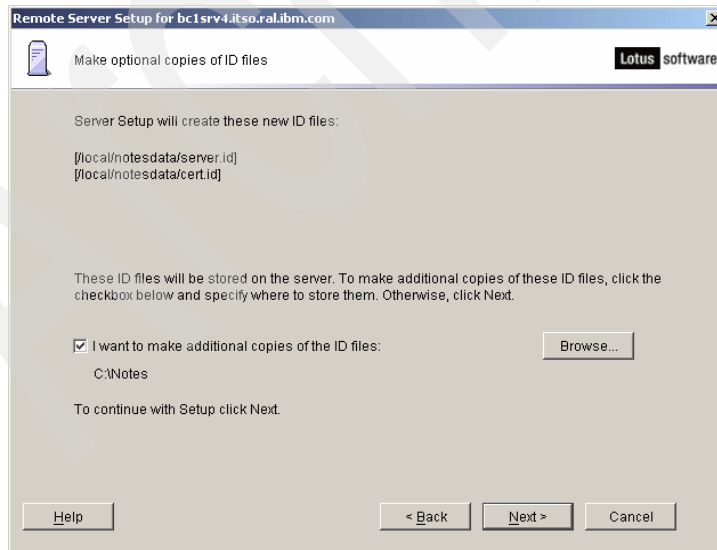 Remote Server Setup for bc1srv4.itso.ral.ibm.com
Make optional copies of ID files
Lotus software
Server Setup will create these new ID files:
[/local/notesdata/server.id]
[/local/notesdata/cert.id]
These ID files will be stored on the server. To make additional copies of these ID files, click the
checkbox below and specify where to store them. Otherwise, click Next.
I want to make additional copies of the ID files:
Browse...
C:\Notes
To continue with Setup click Next.
Help
< Back
Next >
Cancel